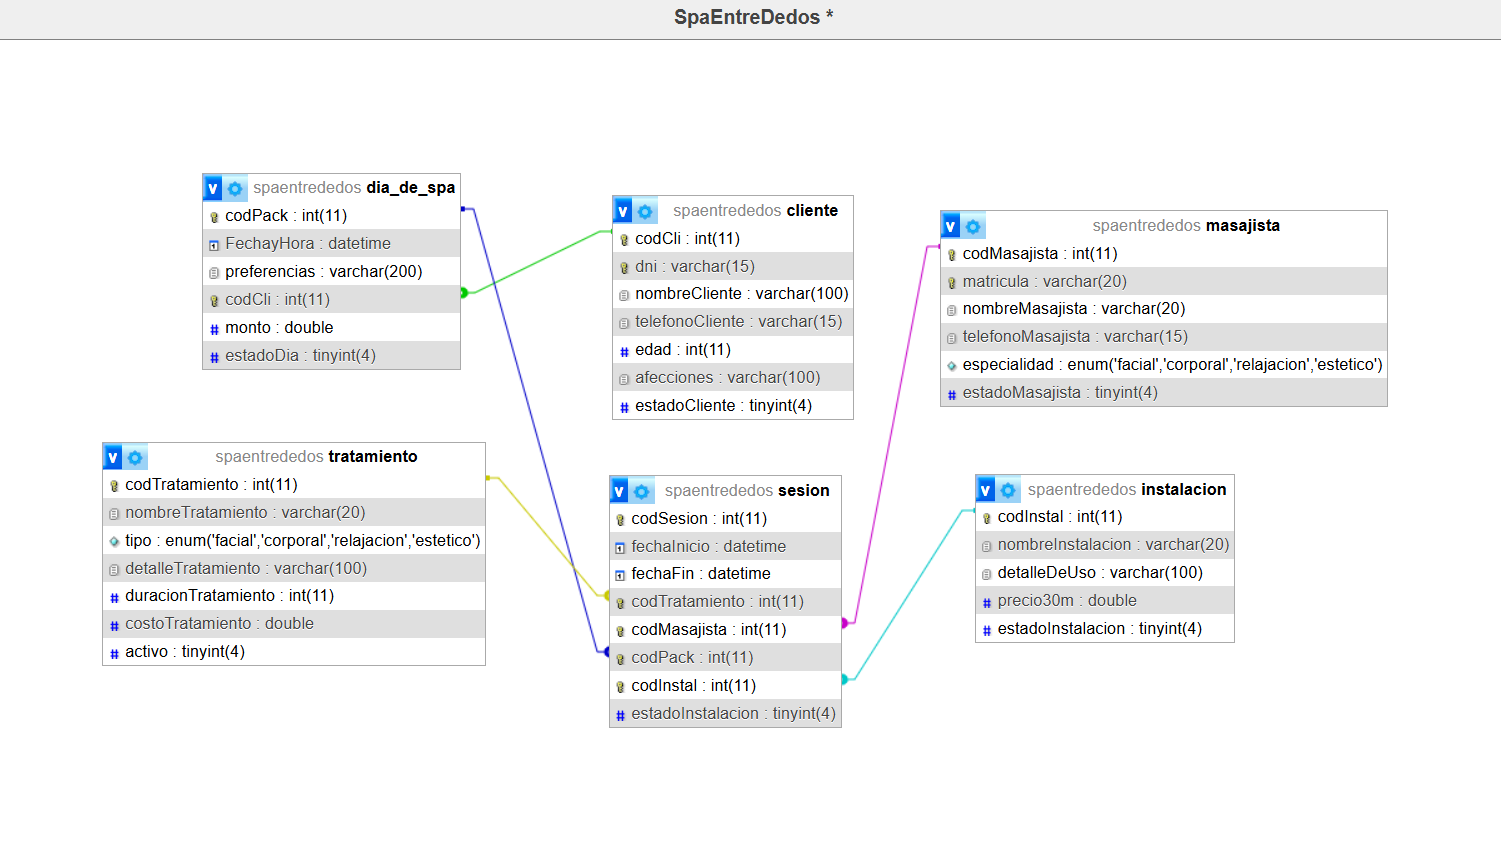 SpaEntreDedos *
v spaentrededos dia_de_spa
codPack : int(11)
FechayHora : datetime
preferencias : varchar(200)
codCli : int(11)
# monto : double
# estadoDia : tinyint(4)
v spaentrededos cliente
codCli : int(11)
dni : varchar(15)
nombreCliente : varchar(100)
telefonoCliente : varchar(15)
# edad : int(11)
afecciones : varchar(100)
# estadoCliente : tinyint(4)
v spaentrededos masajista
codMasajista : int(11)
matricula : varchar(20)
nombreMasajista : varchar(20)
telefonoMasajista : varchar(15)
especialidad : enum('facial','corporal','relajacion','estetico')
# estadoMasajista : tinyint(4)
v spaentrededos tratamiento
codTratamiento : int(11)
nombreTratamiento : varchar(20)
tipo : enum('facial','corporal','relajacion','estetico')
detalleTratamiento : varchar(100)
# duracionTratamiento : int(11)
# costoTratamiento : double
# activo : tinyint(4)
v spaentrededos sesion
codSesion : int(11)
fechaInicio : datetime
fechaFin : datetime
codTratamiento : int(11)
codMasajista : int(11)
codPack : int(11)
codInstal : int(11)
# estadoInstalacion : tinyint(4)
v spaentrededos instalacion
codInstal : int(11)
nombreInstalacion : varchar(20)
detalleDeUso : varchar(100)
# precio30m : double
# estadoInstalacion : tinyint(4)